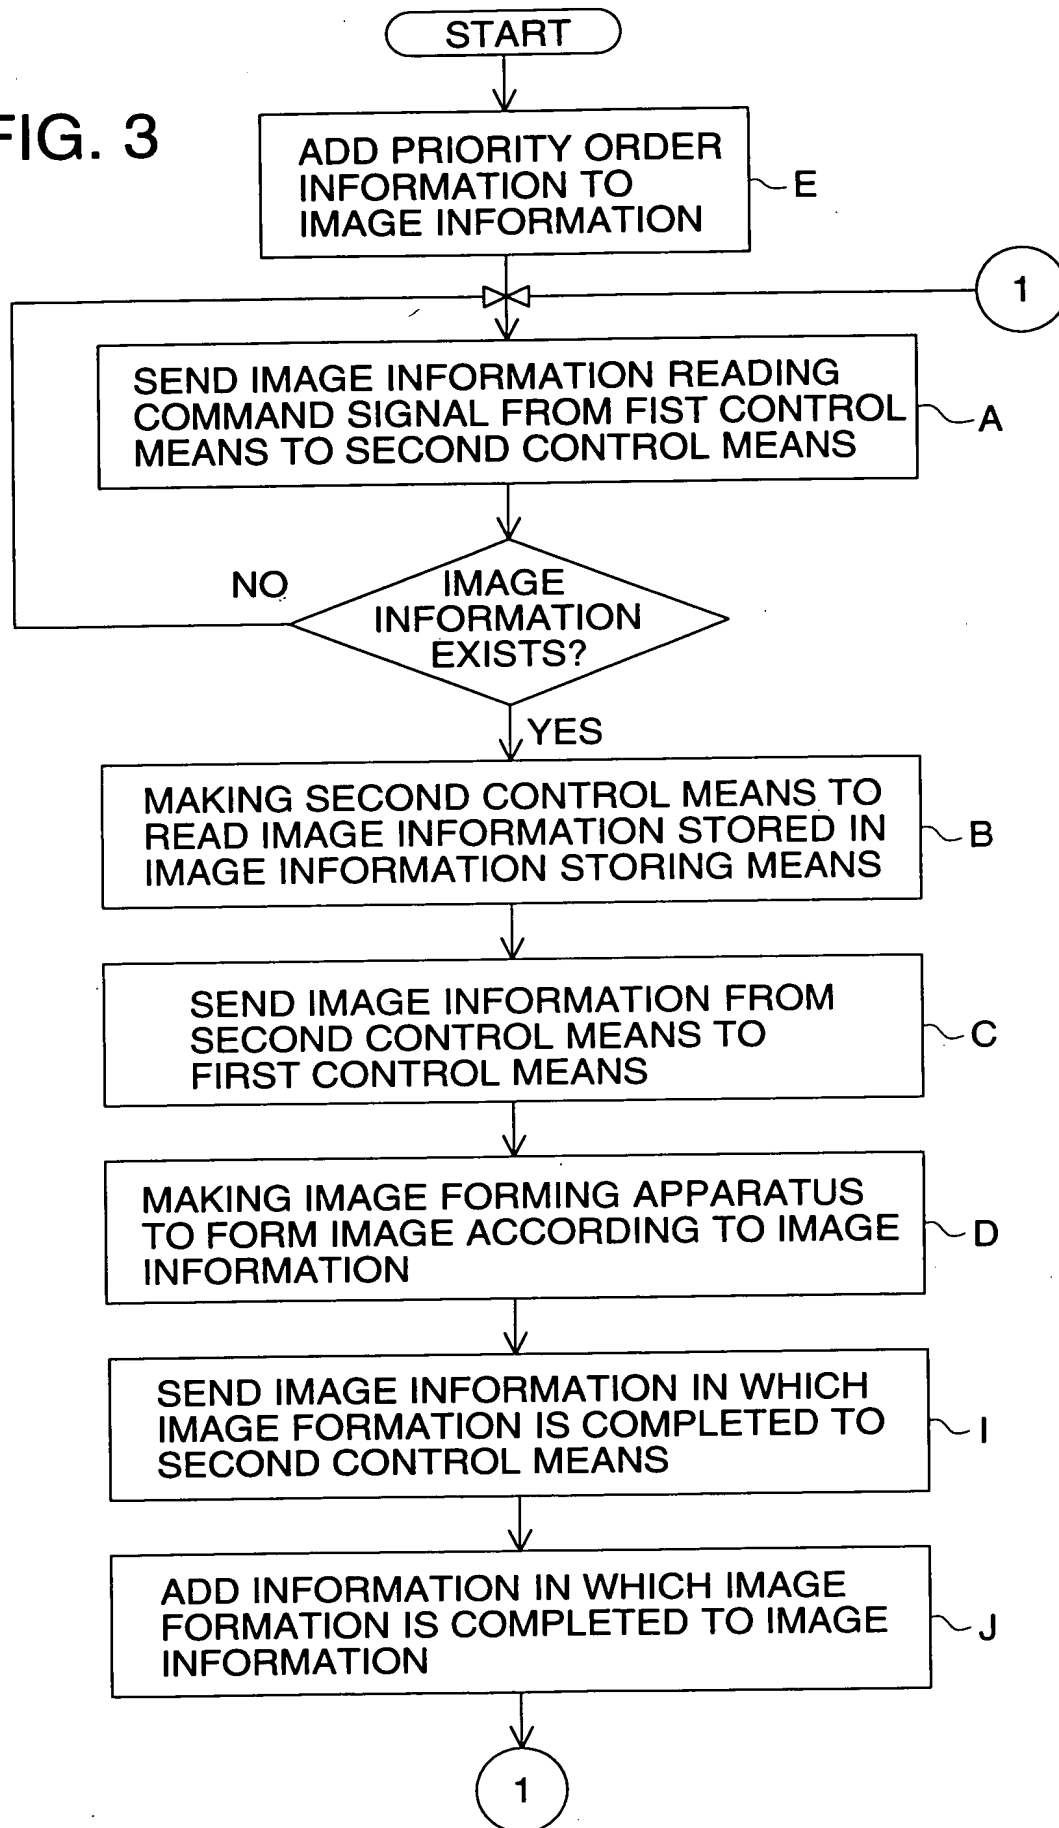 START
FIG. 3
ADD PRIORITY ORDER
INFORMATION TO
IMAGE INFORMATION
E
1
SEND IMAGE INFORMATION READING
COMMAND SIGNAL FROM FIST CONTROL
MEANS TO SECOND CONTROL MEANS
A
NO
IMAGE
INFORMATION
EXISTS?
YES
MAKING SECOND CONTROL MEANS TO
READ IMAGE INFORMATION STORED IN
IMAGE INFORMATION STORING MEANS
B
SEND IMAGE INFORMATION FROM
SECOND CONTROL MEANS TO
FIRST CONTROL MEANS
C
MAKING IMAGE FORMING APPARATUS
TO FORM IMAGE ACCORDING TO IMAGE
INFORMATION
D
SEND IMAGE INFORMATION IN WHICH
IMAGE FORMATION IS COMPLETED TO
SECOND CONTROL MEANS
I
ADD INFORMATION IN WHICH IMAGE
FORMATION IS COMPLETED TO IMAGE
INFORMATION
J
1